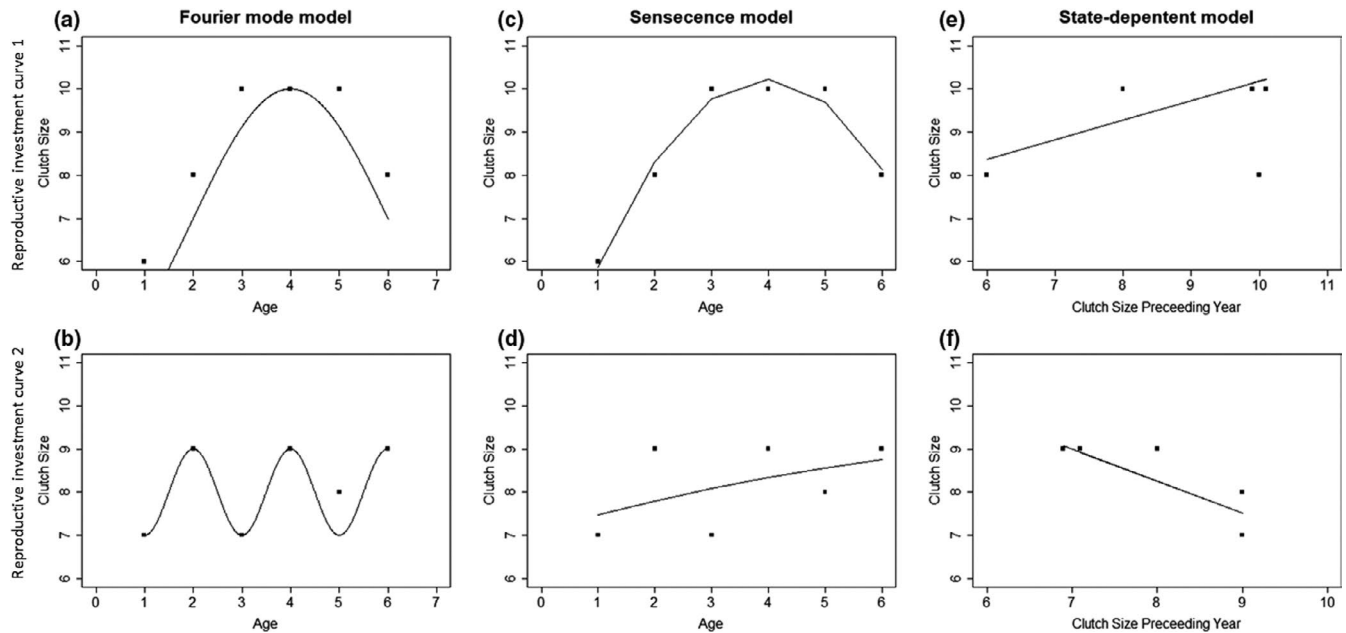 (a) Fourier mode model
Reproductive investment curve 1
Clutch Size
11
10
9
8
7
6
0 1 2 3 4 5 6 7
Age
(c) Sensecence model
Clutch Size
11
10
9
8
7
6
0 1 2 3 4 5 6
Age
(e) State-depentent model
Clutch Size
11
10
9
8
7
6
6 7 8 9 10 11
Clutch Size Preceeding Year
(b)
Reproductive investment curve 2
Clutch Size
11
10
9
8
7
6
0 1 2 3 4 5 6 7
Age
(d)
Clutch Size
11
10
9
8
7
6
0 1 2 3 4 5 6
Age
(f)
Clutch Size
11
10
9
8
7
6
6 7 8 9 10
Clutch Size Preceeding Year